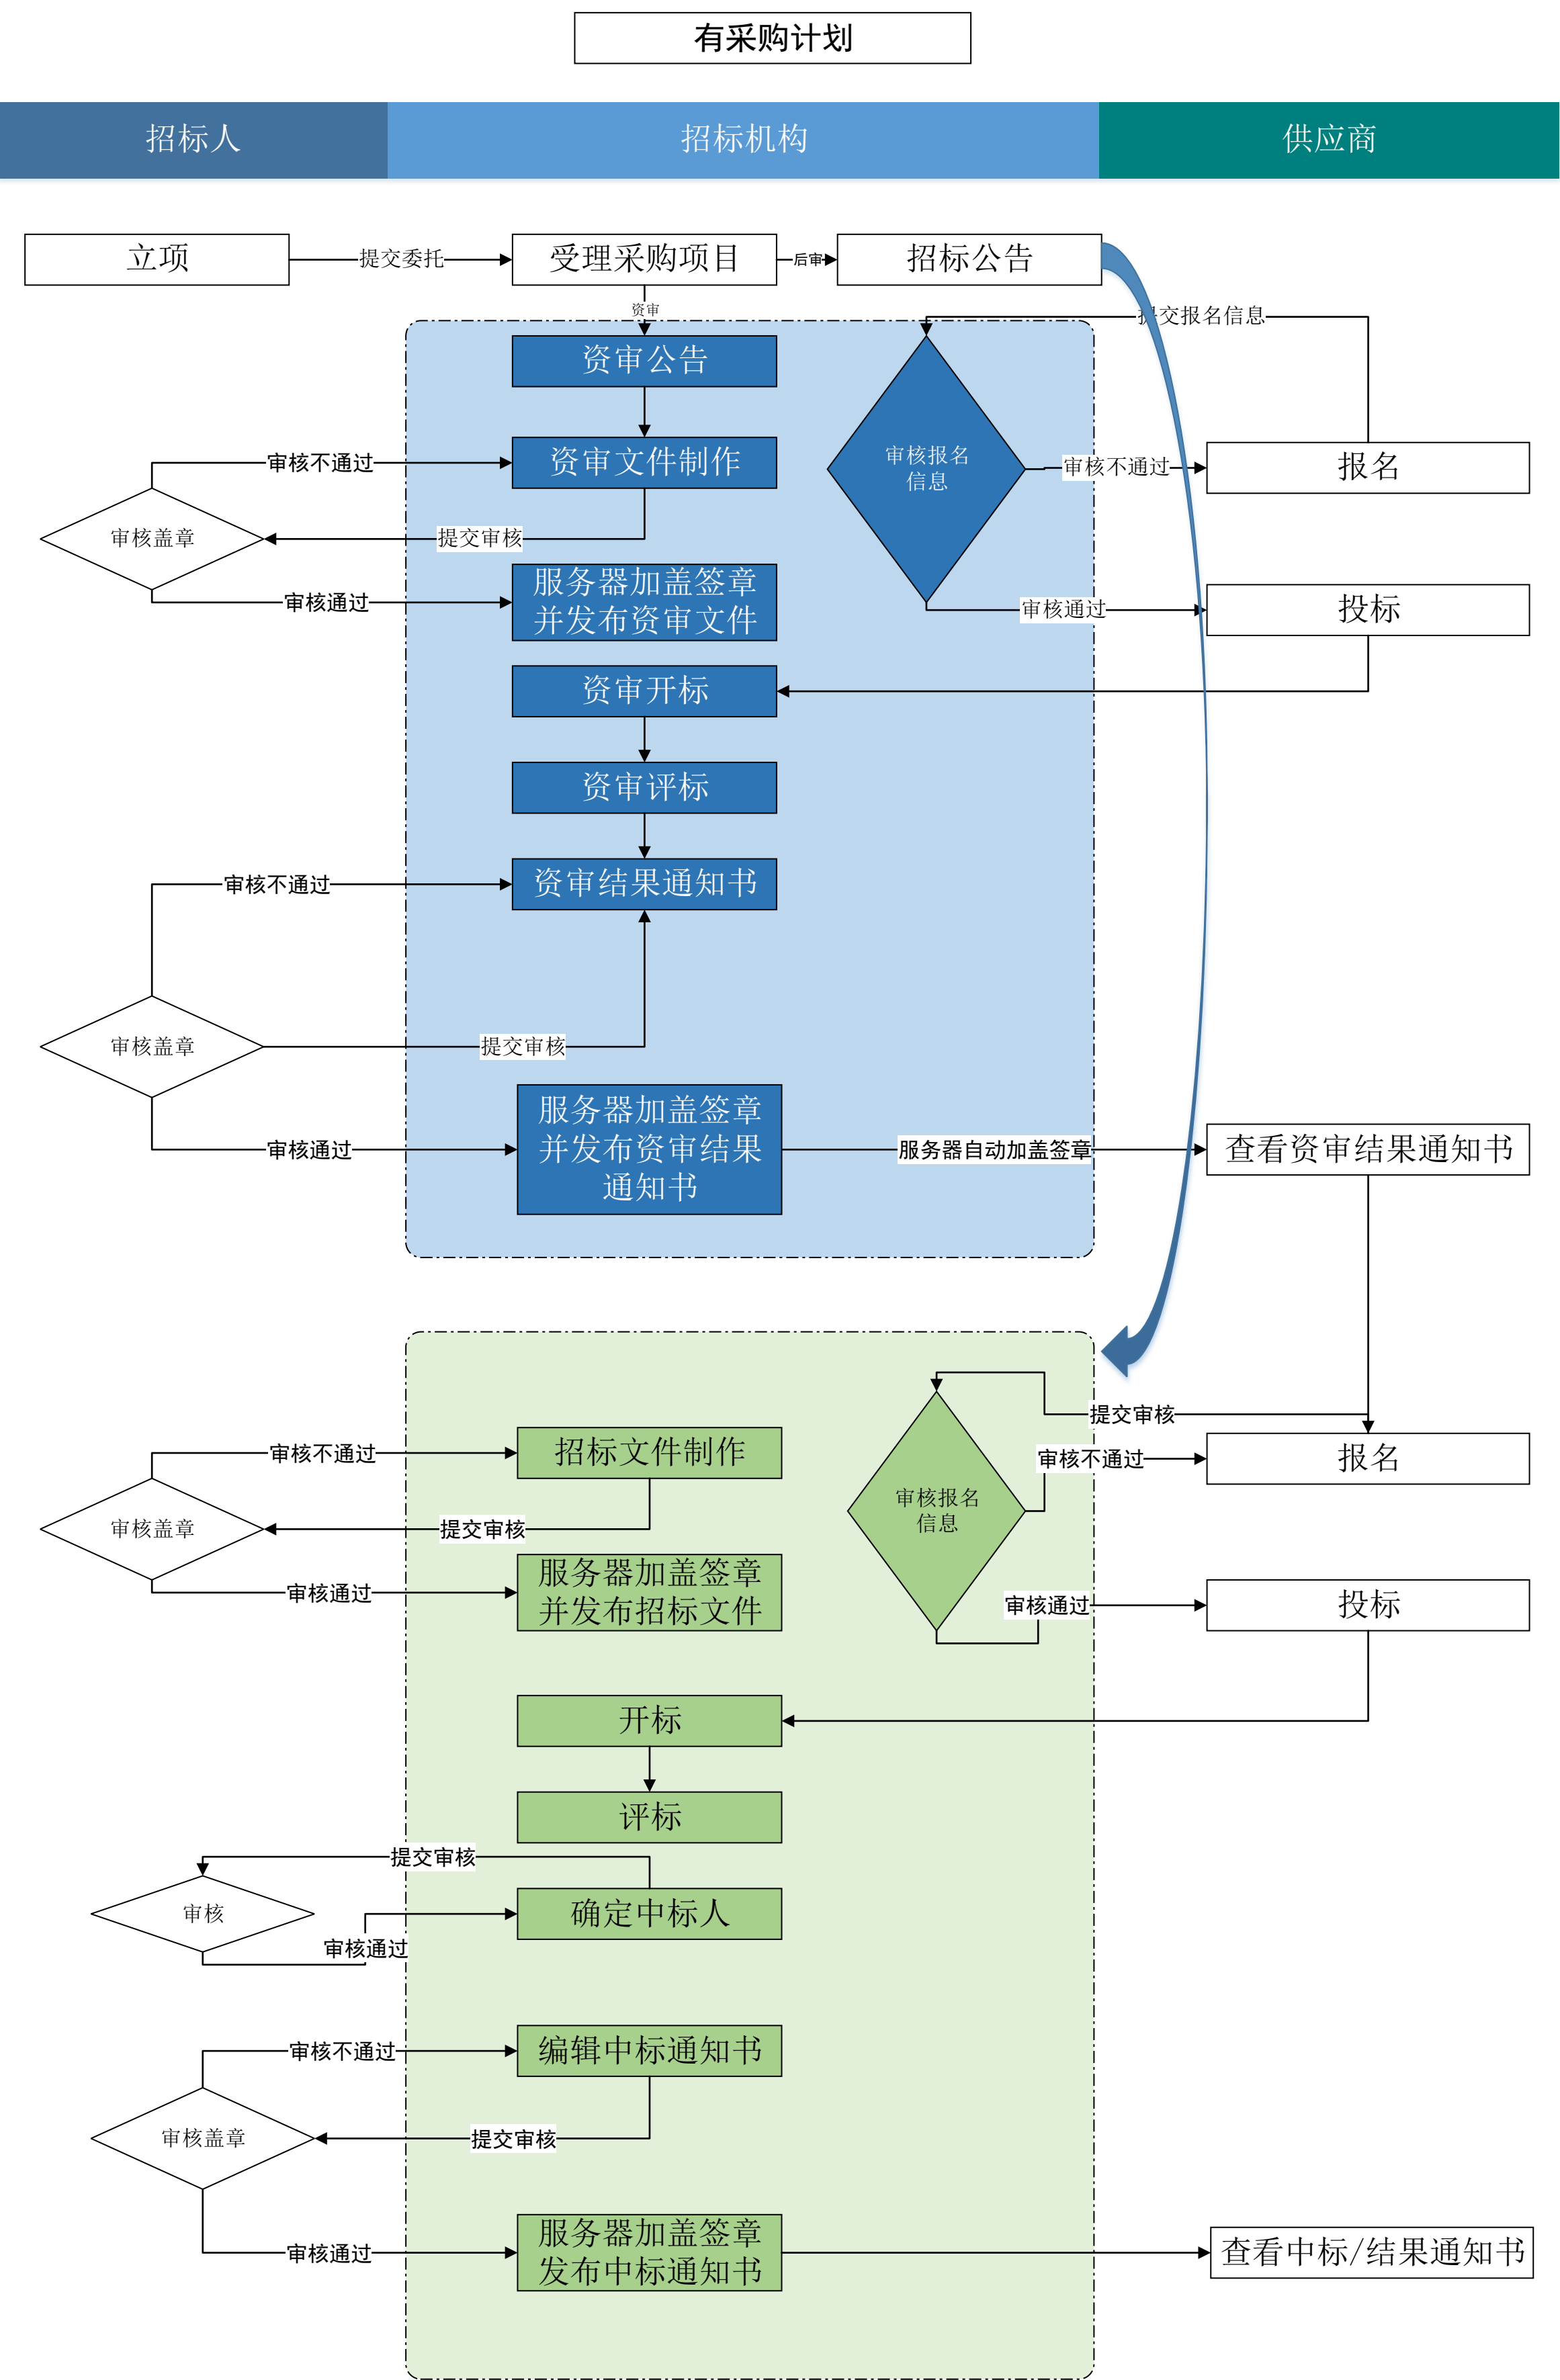 有采购计划
招标人
招标机构
供应商
立项
提交委托
受理采购项目
后审
招标公告
资审
提交报名信息
资审公告
审核不通过
资审文件制作
审核报名
信息
审核不通过
报名
审核盖章
提交审核
服务器加盖签章
并发布资审文件
审核通过
审核通过
投标
资审开标
资审评标
审核不通过
资审结果通知书
审核盖章
提交审核
服务器加盖签章
并发布资审结果
通知书
审核通过
服务器自动加盖签章
查看资审结果通知书
提交审核
审核不通过
招标文件制作
审核不通过
报名
审核报名
信息
审核盖章
提交审核
服务器加盖签章
并发布招标文件
审核通过
审核通过
投标
开标
评标
提交审核
审核
确定中标人
审核通过
审核不通过
编辑中标通知书
审核盖章
提交审核
服务器加盖签章
发布中标通知书
审核通过
查看中标/结果通知书